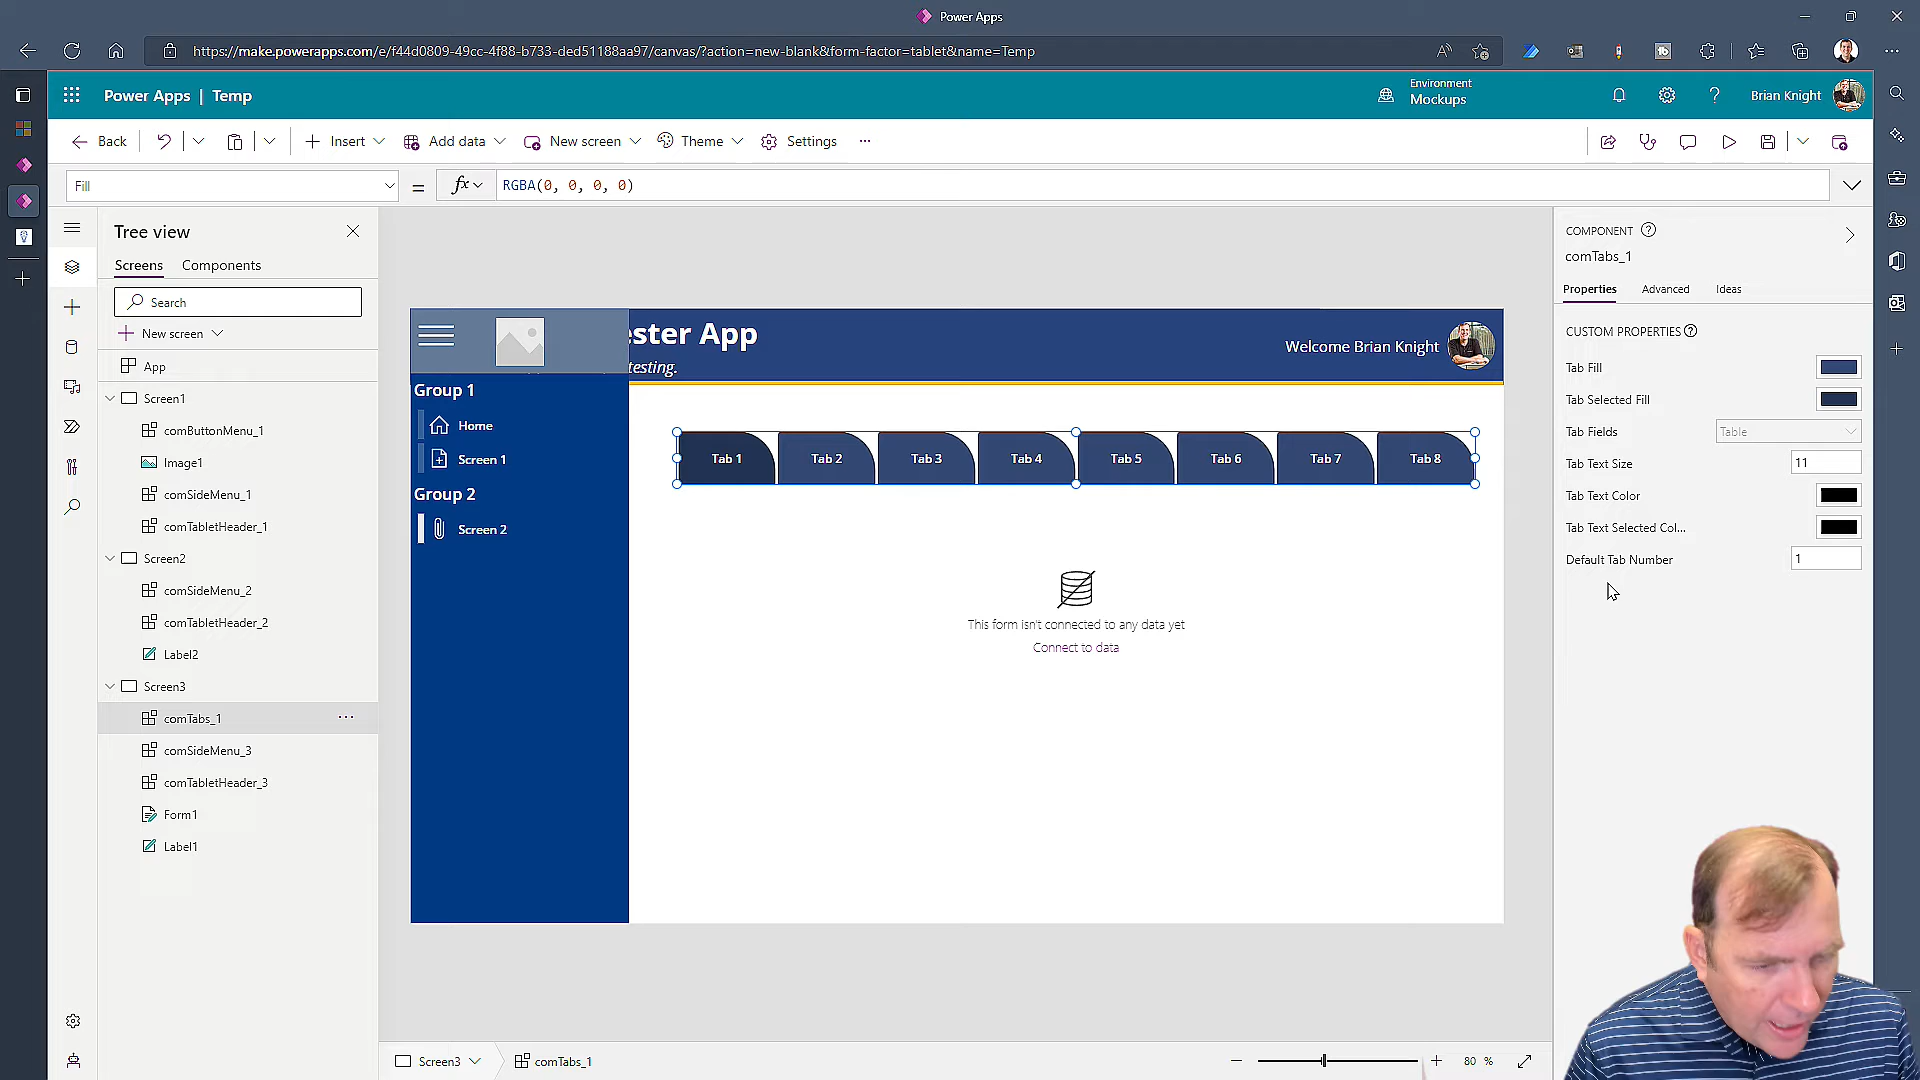 Power Apps
https://make.powerapps.com/e/f44d0809-49cc-4f88-b733-ded51188aa97/canvas/?action=new-blank&form-factor=tablet&name=Temp
Power Apps | Temp
Environment
Mockups
Brian Knight
Back
Insert
Add data
New screen
Theme
Settings
Fill
=
fx
RGBA(0, 0, 0, 0)
Tree view
Screens
Components
Search
New screen
App
Screen1
comButtonMenu_1
Image1
comSideMenu_1
comTabletHeader_1
Screen2
comSideMenu_2
comTabletHeader_2
Label2
Screen3
comTabs_1
comSideMenu_3
comTabletHeader_3
Form1
Label1
ester App
testing.
Welcome Brian Knight
Group 1
Home
Screen 1
Group 2
Screen 2
Tab 1
Tab 2
Tab 3
Tab 4
Tab 5
Tab 6
Tab 7
Tab 8
This form isn't connected to any data yet
Connect to data
COMPONENT
comTabs_1
Properties
Advanced
Ideas
CUSTOM PROPERTIES
Tab Fill
Tab Selected Fill
Tab Fields
Table
Tab Text Size
11
Tab Text Color
Tab Text Selected Col...
Default Tab Number
1
Screen3
comTabs_1
80 %